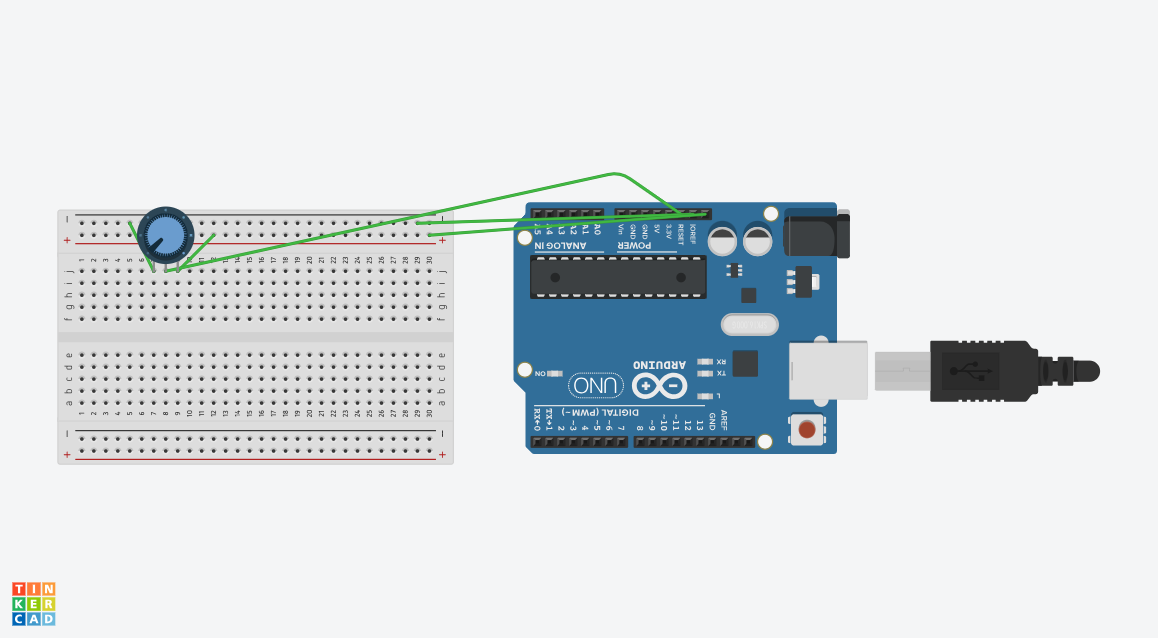 − −
+ +
1 2 3 4 5 6 10 11 12 13 14 15 16 17 18 19 20 21 22 23 24 25 26 27 28 29 30
j j
i i
h h
g g
f f
e e
d d
c c
b b
a a
1 2 3 4 5 6 7 8 9 10 11 12 13 14 15 16 17 18 19 20 21 22 23 24 25 26 27 28 29 30
− −
+ +
A5 A4 A3 A2 A1 A0 Vin GND GND 5V 3.3V RESET IOREF
ANALOG IN POWER
RX
TX
L
ON
ARDUINO
UNO
DIGITAL (PWM~)
RX←0 TX→1 2 ~3 4 ~5 ~6 7 8 ~9 ~10 ~11 12 13 GND AREF
TIN
KER
CAD